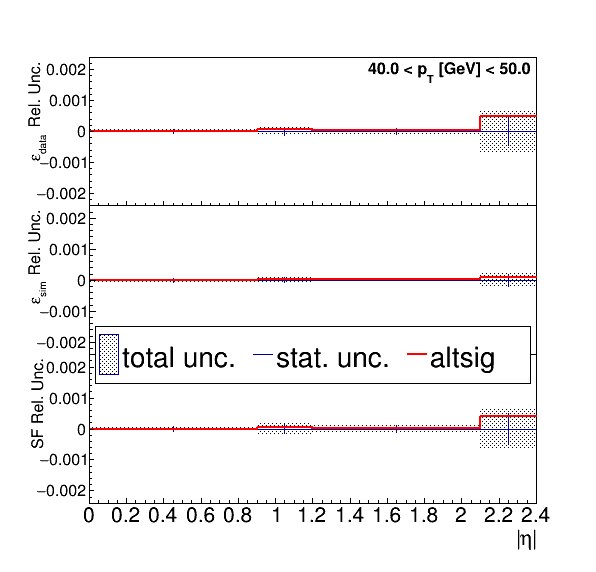 40.0 < p_T [GeV] < 50.0
ε_data Rel. Unc.
0.002
0.001
0
−0.001
−0.002
ε_sim Rel. Unc.
0.002
0.001
0
−0.001
−0.002
total unc. stat. unc. altsig
SF Rel. Unc.
0.002
0.001
0
−0.001
−0.002
0 0.2 0.4 0.6 0.8 1 1.2 1.4 1.6 1.8 2 2.2 2.4
|η|